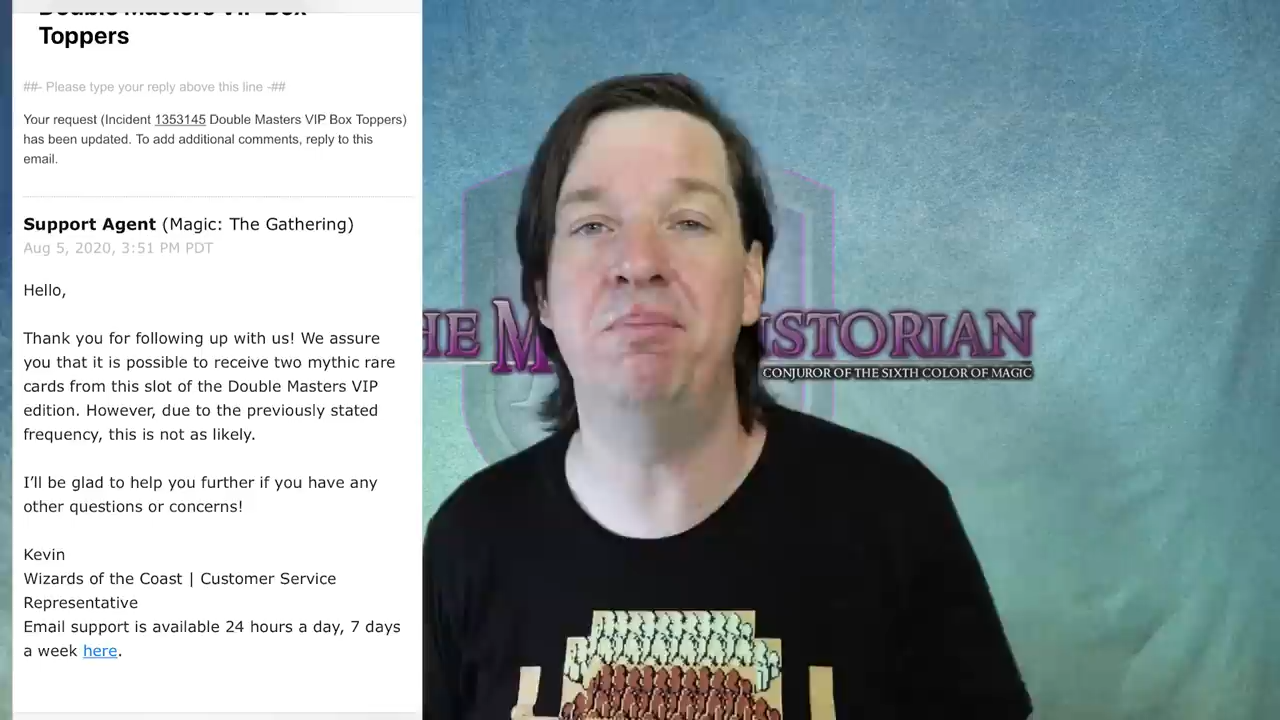 Double Masters VIP Box
Toppers
##- Please type your reply above this line -##
Your request (Incident 1353145 Double Masters VIP Box Toppers)
has been updated. To add additional comments, reply to this
email.
Support Agent (Magic: The Gathering)
Aug 5, 2020, 3:51 PM PDT
Hello,
Thank you for following up with us! We assure
you that it is possible to receive two mythic rare
cards from this slot of the Double Masters VIP
edition. However, due to the previously stated
frequency, this is not as likely.
I'll be glad to help you further if you have any
other questions or concerns!
Kevin
Wizards of the Coast | Customer Service
Representative
Email support is available 24 hours a day, 7 days
a week here.
CONJUROR OF THE SIXTH COLOR OF MAGIC